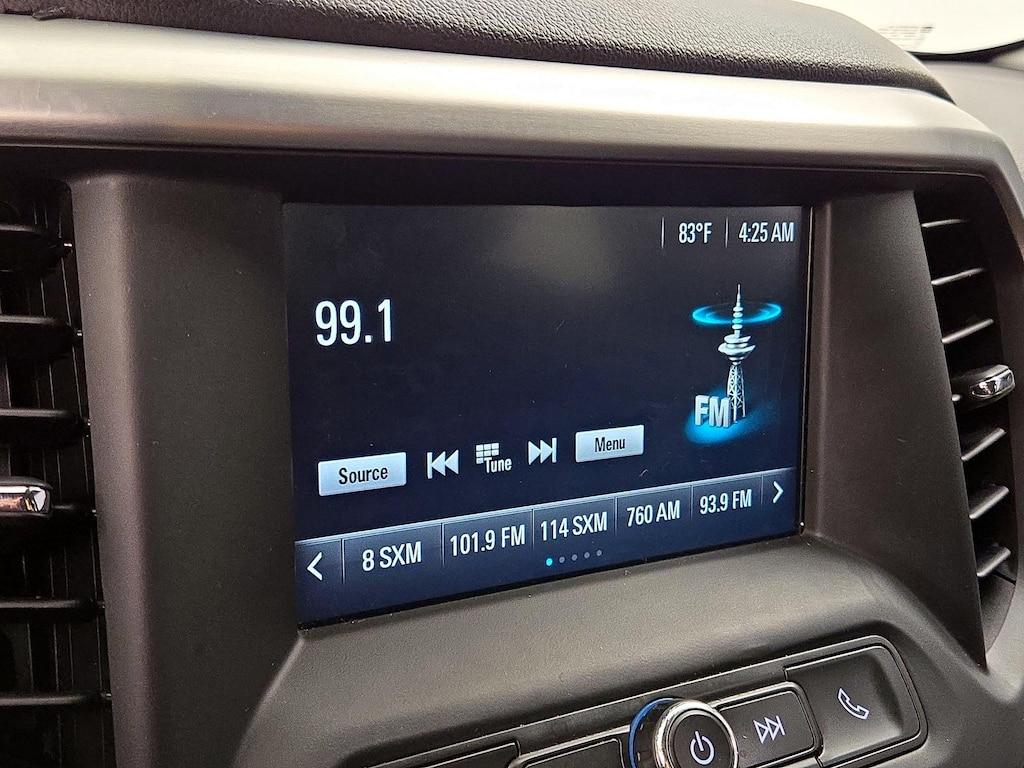 83°F 4:25 AM
99.1
FM
Source Tune Menu
8 SXM 101.9 FM 114 SXM 760 AM 93.9 FM